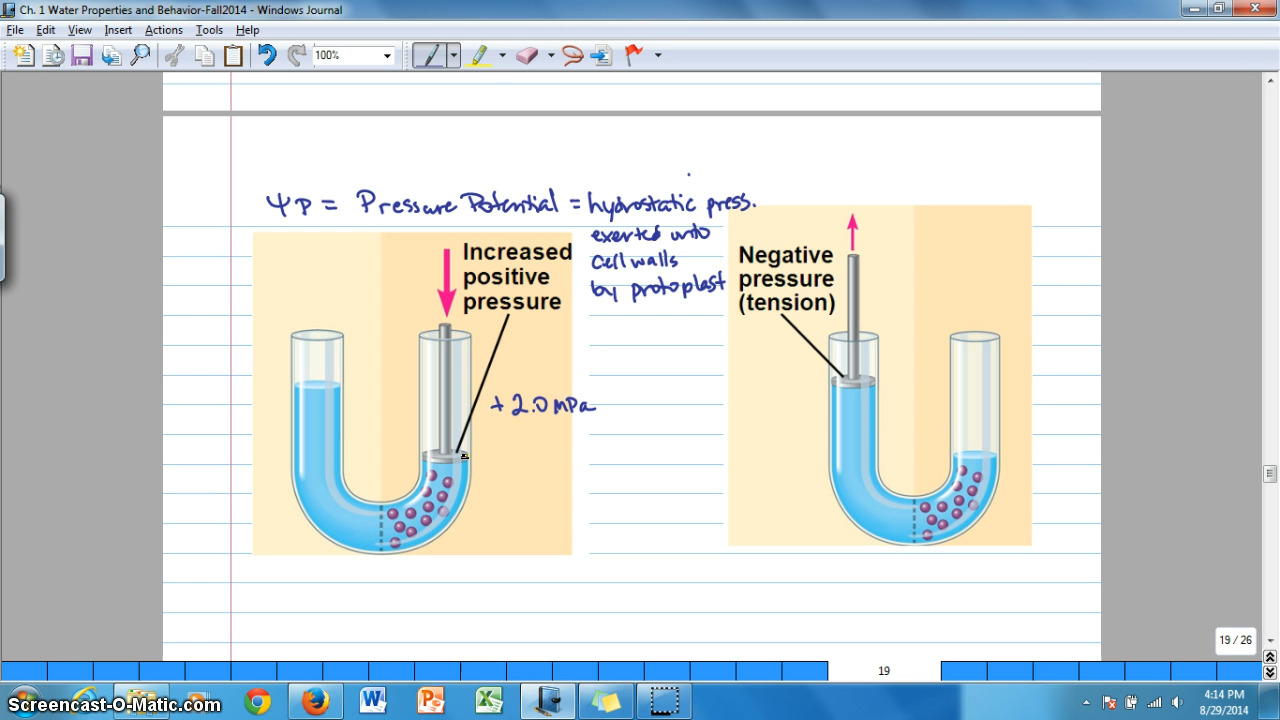 Ch. 1 Water Properties and Behavior-Fall2014 - Windows Journal
File Edit View Insert Actions Tools Help
100%
ΨP = Pressure Potential = hydrostatic press.
exerted onto
cell walls
by protoplast
Increased
positive
pressure
+ 2.0 MPa
Negative
pressure
(tension)
19 / 26
19
Screencast-O-Matic.com
4:14 PM
8/29/2014